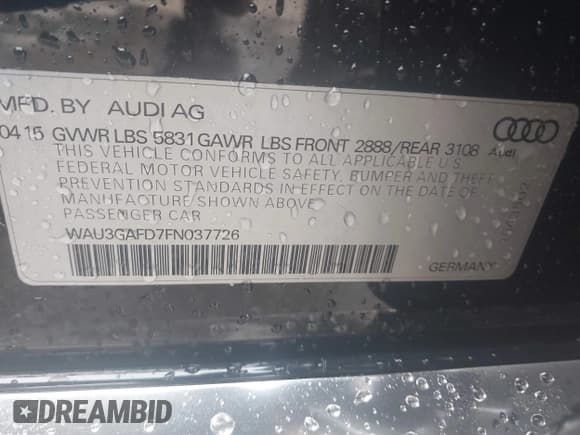 MFD. BY AUDI AG
0415 GVWR LBS 5831 GAWR LBS FRONT 2888/REAR 3108
Audi
THIS VEHICLE CONFORMS TO ALL APPLICABLE U.S.
FEDERAL MOTOR VEHICLE SAFETY, BUMPER AND THEFT
PREVENTION STANDARDS IN EFFECT ON THE DATE OF
MANUFACTURE SHOWN ABOVE
PASSENGER CAR
WAU3GAFD7FN037726
GERMANY
DREAMBID